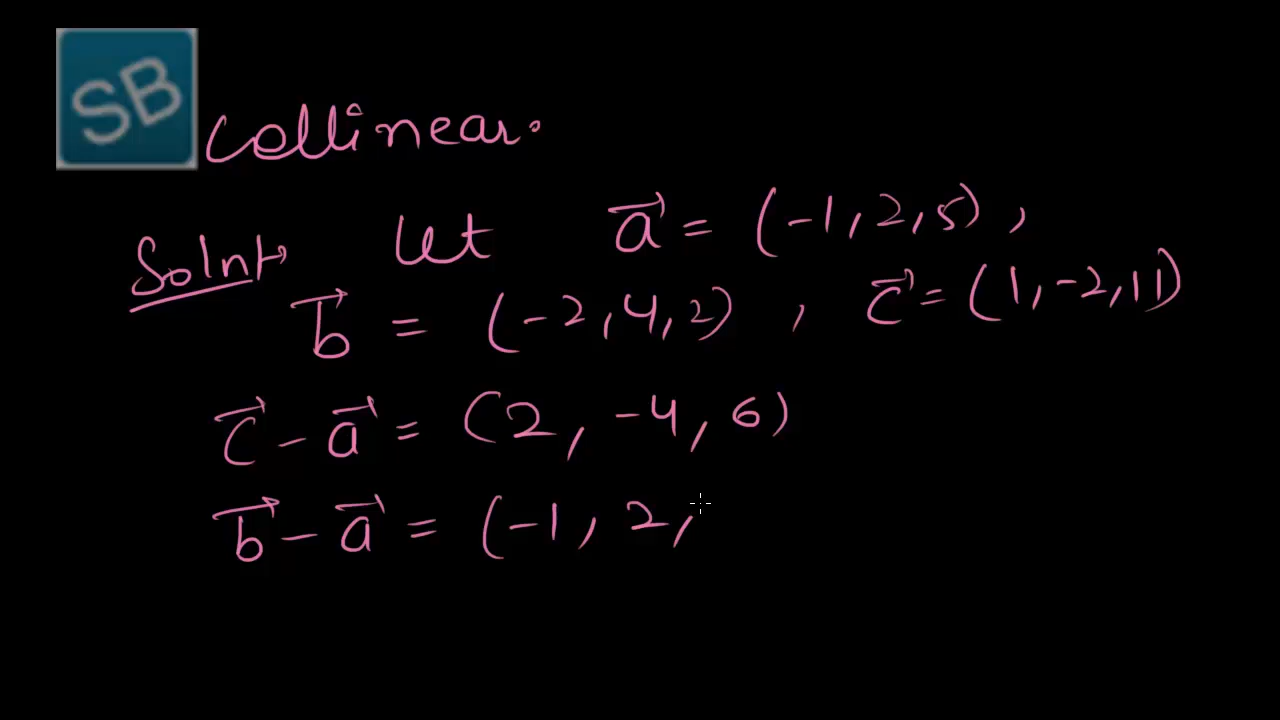 SB
Collinear.
Soln:- Let a⃗ = (-1, 2, 5),
b⃗ = (-2, 4, 2), c⃗ = (1, -2, 11)
c⃗ - a⃗ = (2, -4, 6)
b⃗ - a⃗ = (-1, 2,